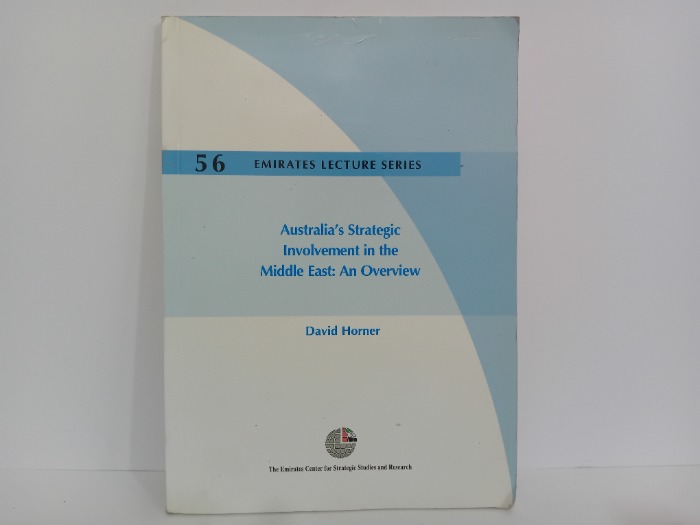 56 EMIRATES LECTURE SERIES
Australia's Strategic
Involvement in the
Middle East: An Overview
David Horner
The Emirates Center for Strategic Studies and Research